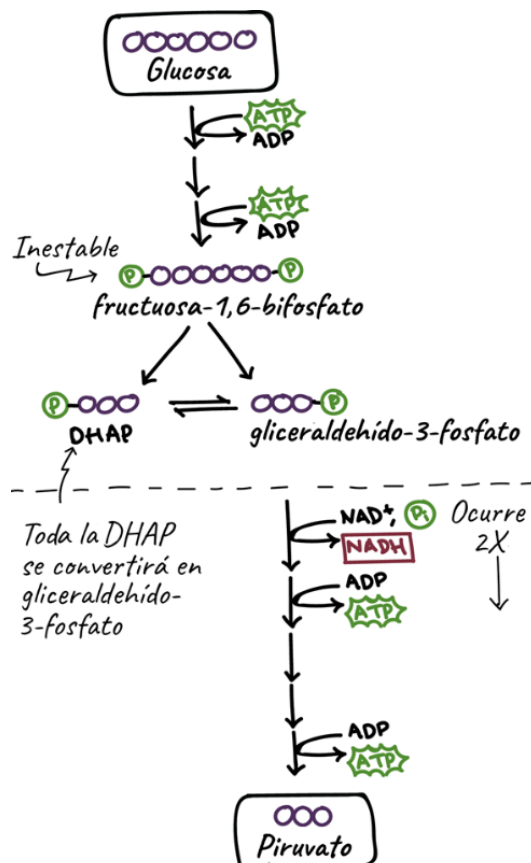 Glucosa
ATP
ADP
ATP
ADP
Inestable
P
P
fructuosa-1,6-bifosfato
P
P
DHAP
gliceraldehído-3-fosfato
Toda la DHAP
se convertirá en
gliceraldehído-
3-fosfato
NAD+, Pi
NADH
Ocurre
2X
ADP
ATP
ADP
ATP
Piruvato